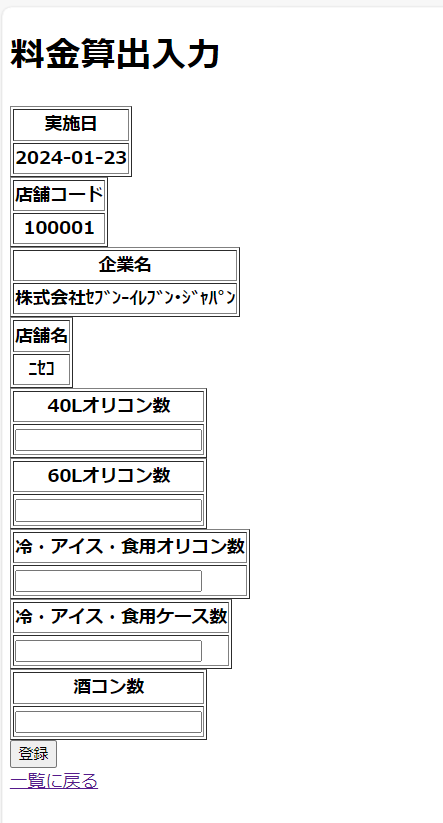 料金算出入力
実施日
2024-01-23
店舗コード
100001
企業名
株式会社ｾﾌﾞﾝｰｲﾚﾌﾞﾝ･ｼﾞｬﾊﾟﾝ
店舗名
ﾆｾｺ
40Lオリコン数
60Lオリコン数
冷・アイス・食用オリコン数
冷・アイス・食用ケース数
酒コン数
登録
一覧に戻る